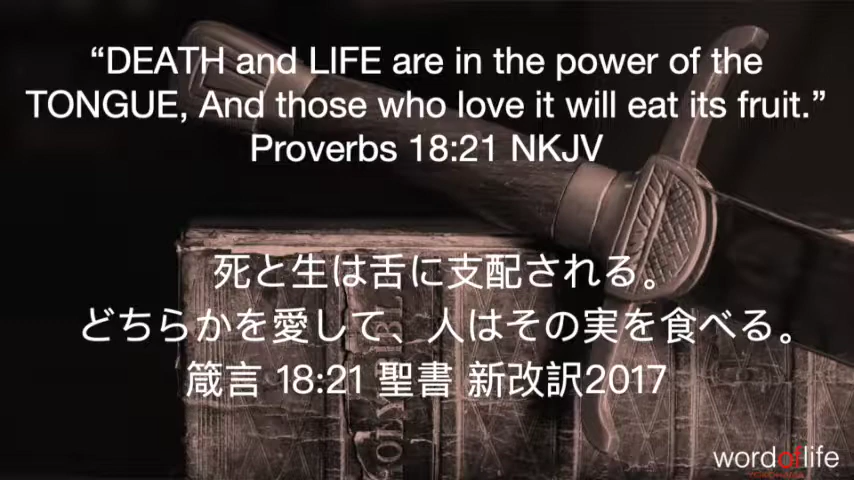 “DEATH and LIFE are in the power of the
TONGUE, And those who love it will eat its fruit.”
Proverbs 18:21 NKJV
死と生は舌に支配される。
どちらかを愛して、人はその実を食べる。
箴言 18:21 聖書 新改訳2017
wordoflife